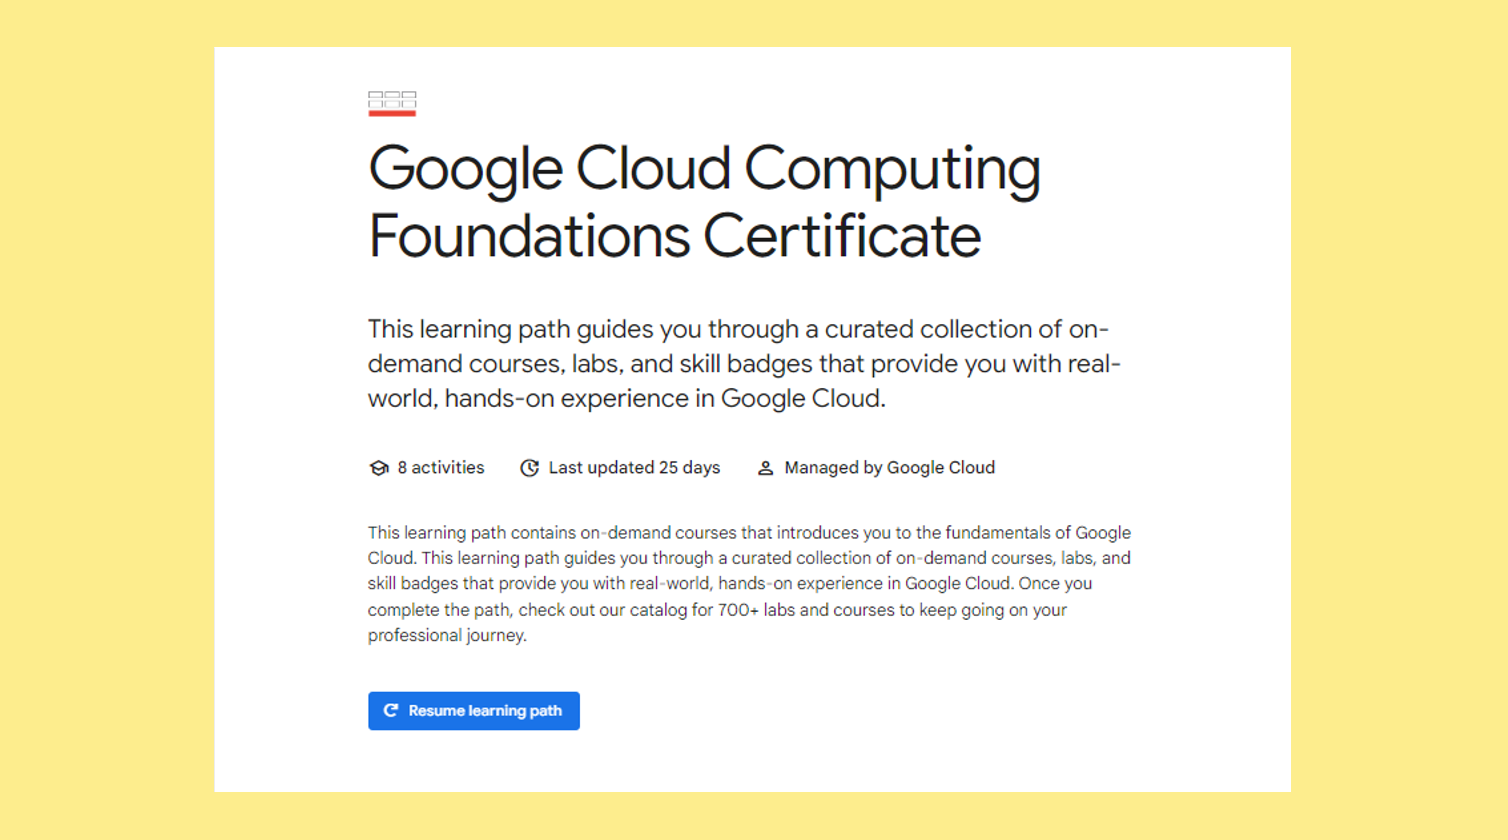 Google Cloud Computing
Foundations Certificate
This learning path guides you through a curated collection of on-
demand courses, labs, and skill badges that provide you with real-
world, hands-on experience in Google Cloud.
8 activities Last updated 25 days Managed by Google Cloud
This learning path contains on-demand courses that introduces you to the fundamentals of Google
Cloud. This learning path guides you through a curated collection of on-demand courses, labs, and
skill badges that provide you with real-world, hands-on experience in Google Cloud. Once you
complete the path, check out our catalog for 700+ labs and courses to keep going on your
professional journey.
Resume learning path